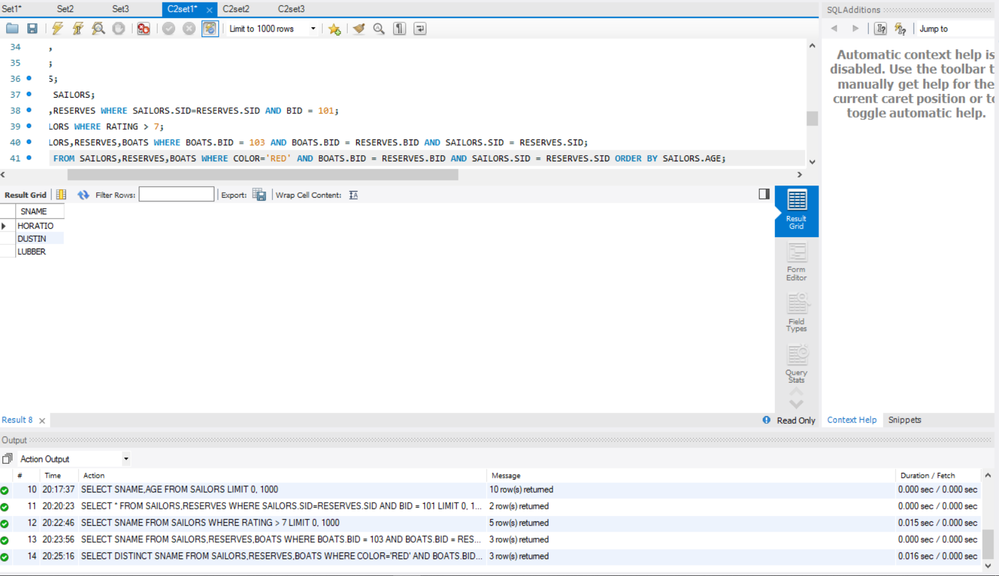 Set1* Set2 Set3 C2set1* C2set2 C2set3
SQLAdditions
Limit to 1000 rows
Jump to
34 ,
35 ;
36 S;
37 SAILORS;
38 ,RESERVES WHERE SAILORS.SID=RESERVES.SID AND BID = 101;
39 LORS WHERE RATING > 7;
40 LORS,RESERVES,BOATS WHERE BOATS.BID = 103 AND BOATS.BID = RESERVES.BID AND SAILORS.SID = RESERVES.SID;
41 FROM SAILORS,RESERVES,BOATS WHERE COLOR='RED' AND BOATS.BID = RESERVES.BID AND SAILORS.SID = RESERVES.SID ORDER BY SAILORS.AGE;
Automatic context help is
disabled. Use the toolbar t
manually get help for the
current caret position or to
toggle automatic help.
Result Grid Filter Rows: Export: Wrap Cell Content:
SNAME
HORATIO
DUSTIN
LUBBER
Result
Grid
Form
Editor
Field
Types
Query
Stats
Result 8
Read Only
Context Help Snippets
Output
Action Output
# Time Action Message Duration / Fetch
10 20:17:37 SELECT SNAME,AGE FROM SAILORS LIMIT 0, 1000 10 row(s) returned 0.000 sec / 0.000 sec
11 20:20:23 SELECT * FROM SAILORS,RESERVES WHERE SAILORS.SID=RESERVES.SID AND BID = 101 LIMIT 0, 1... 2 row(s) returned 0.000 sec / 0.000 sec
12 20:22:46 SELECT SNAME FROM SAILORS WHERE RATING > 7 LIMIT 0, 1000 5 row(s) returned 0.015 sec / 0.000 sec
13 20:23:56 SELECT SNAME FROM SAILORS,RESERVES,BOATS WHERE BOATS.BID = 103 AND BOATS.BID = RES... 3 row(s) returned 0.000 sec / 0.000 sec
14 20:25:16 SELECT DISTINCT SNAME FROM SAILORS,RESERVES,BOATS WHERE COLOR='RED' AND BOATS.BID... 3 row(s) returned 0.016 sec / 0.000 sec